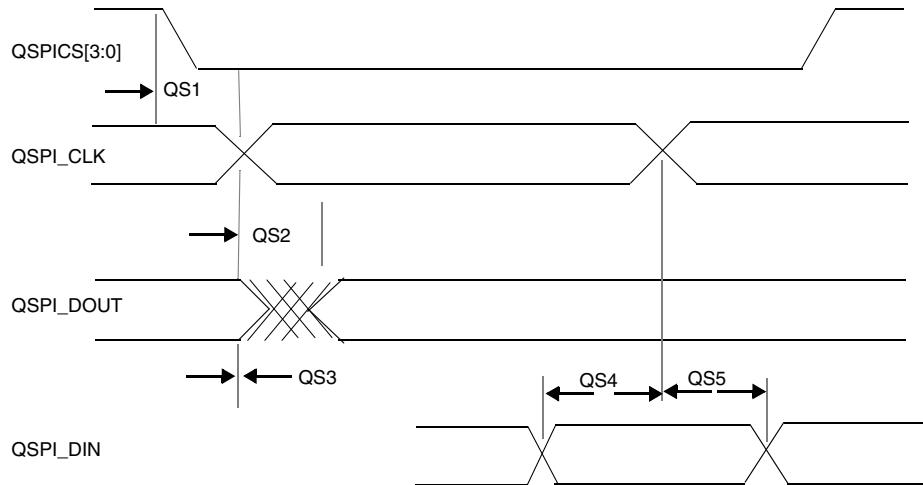 QSPICS[3:0]
QS1
QSPI_CLK
QS2
QSPI_DOUT
QS3
QS4
QS5
QSPI_DIN